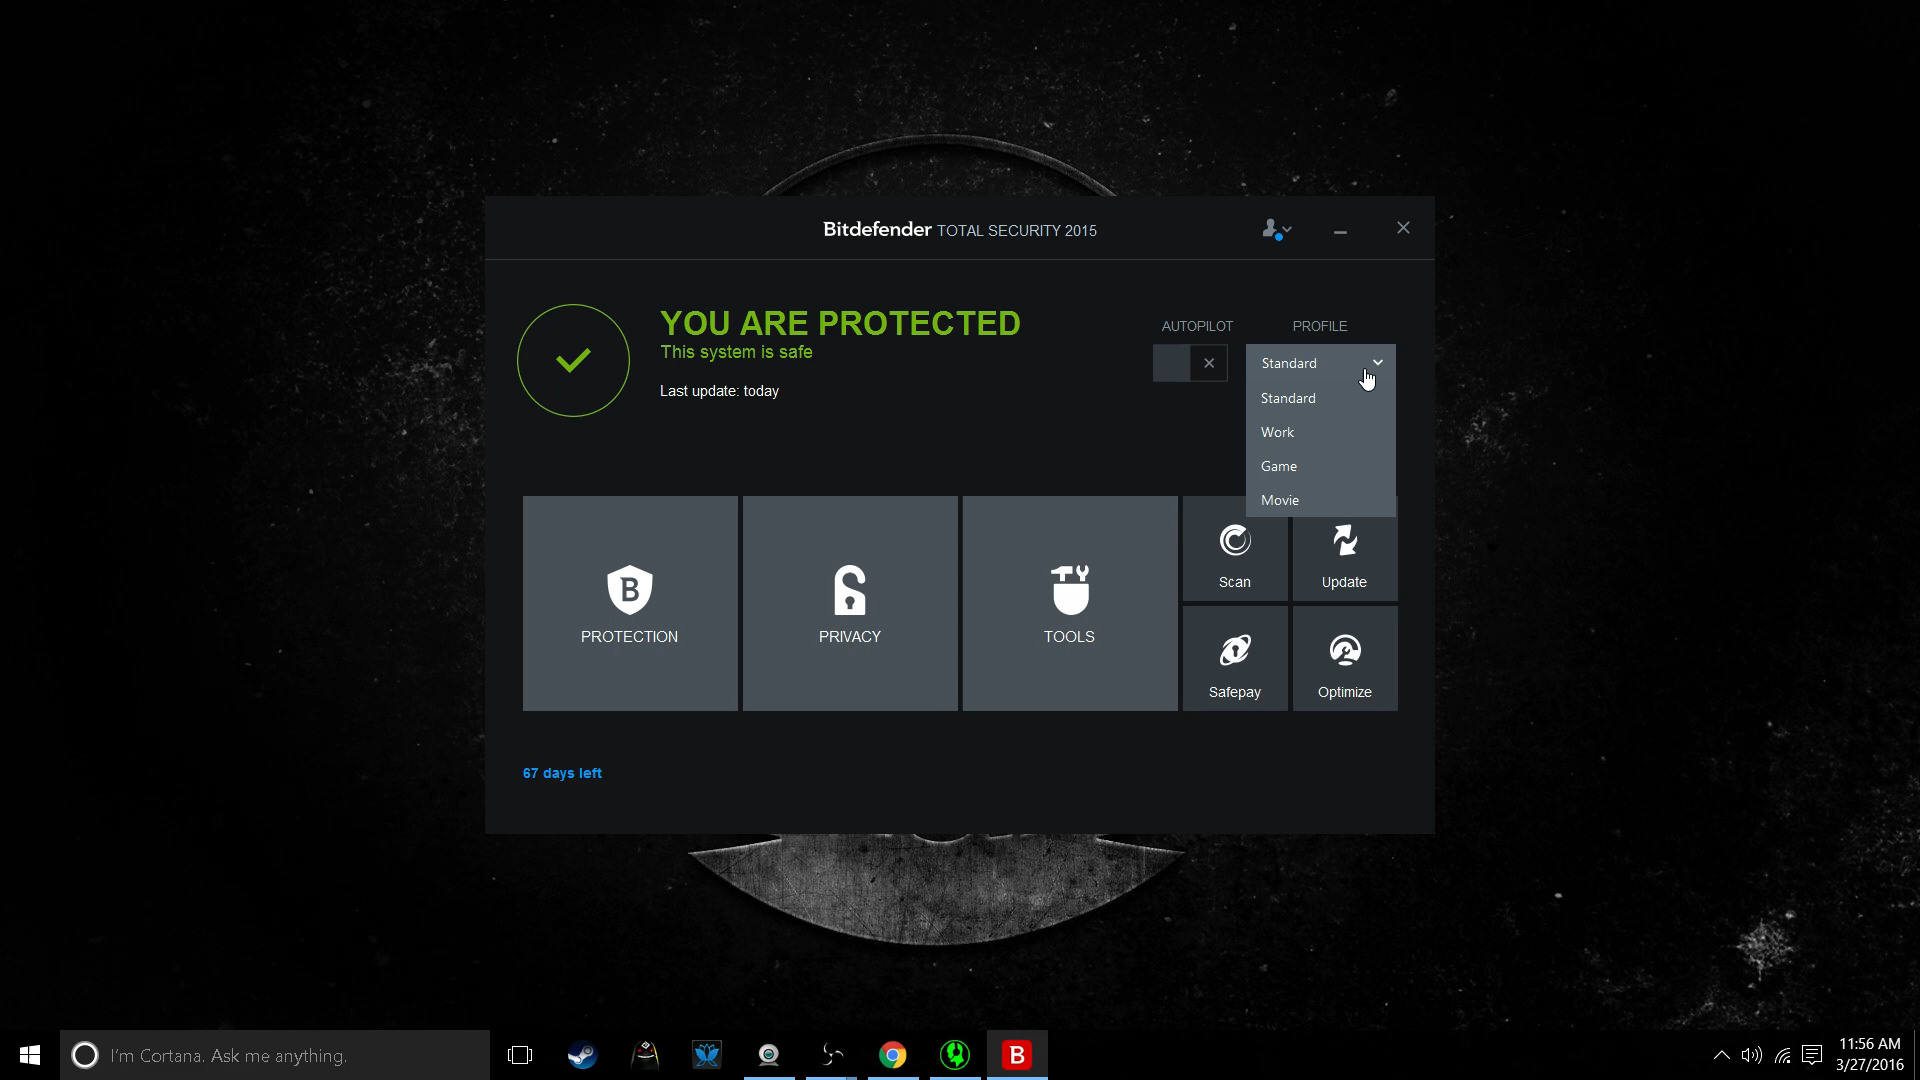 Bitdefender TOTAL SECURITY 2015
YOU ARE PROTECTED
This system is safe
Last update: today
AUTOPILOT
PROFILE
Standard
Standard
Work
Game
Movie
B
PROTECTION
PRIVACY
TOOLS
Scan
Update
Safepay
Optimize
67 days left
I'm Cortana. Ask me anything.
B
11:56 AM
3/27/2016